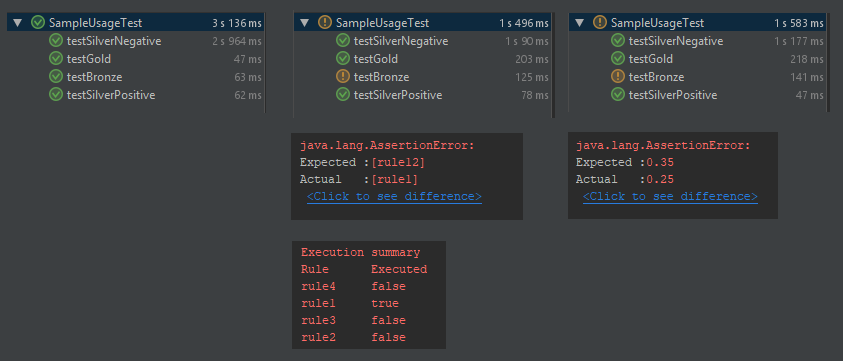 SampleUsageTest 3 s 136 ms
testSilverNegative 2 s 964 ms
testGold 47 ms
testBronze 63 ms
testSilverPositive 62 ms
SampleUsageTest 1 s 496 ms
testSilverNegative 1 s 90 ms
testGold 203 ms
testBronze 125 ms
testSilverPositive 78 ms
java.lang.AssertionError:
Expected :[rule12]
Actual :[rule1]
<Click to see difference>
Execution summary
Rule Executed
rule4 false
rule1 true
rule3 false
rule2 false
SampleUsageTest 1 s 583 ms
testSilverNegative 1 s 177 ms
testGold 218 ms
testBronze 141 ms
testSilverPositive 47 ms
java.lang.AssertionError:
Expected :0.35
Actual :0.25
<Click to see difference>